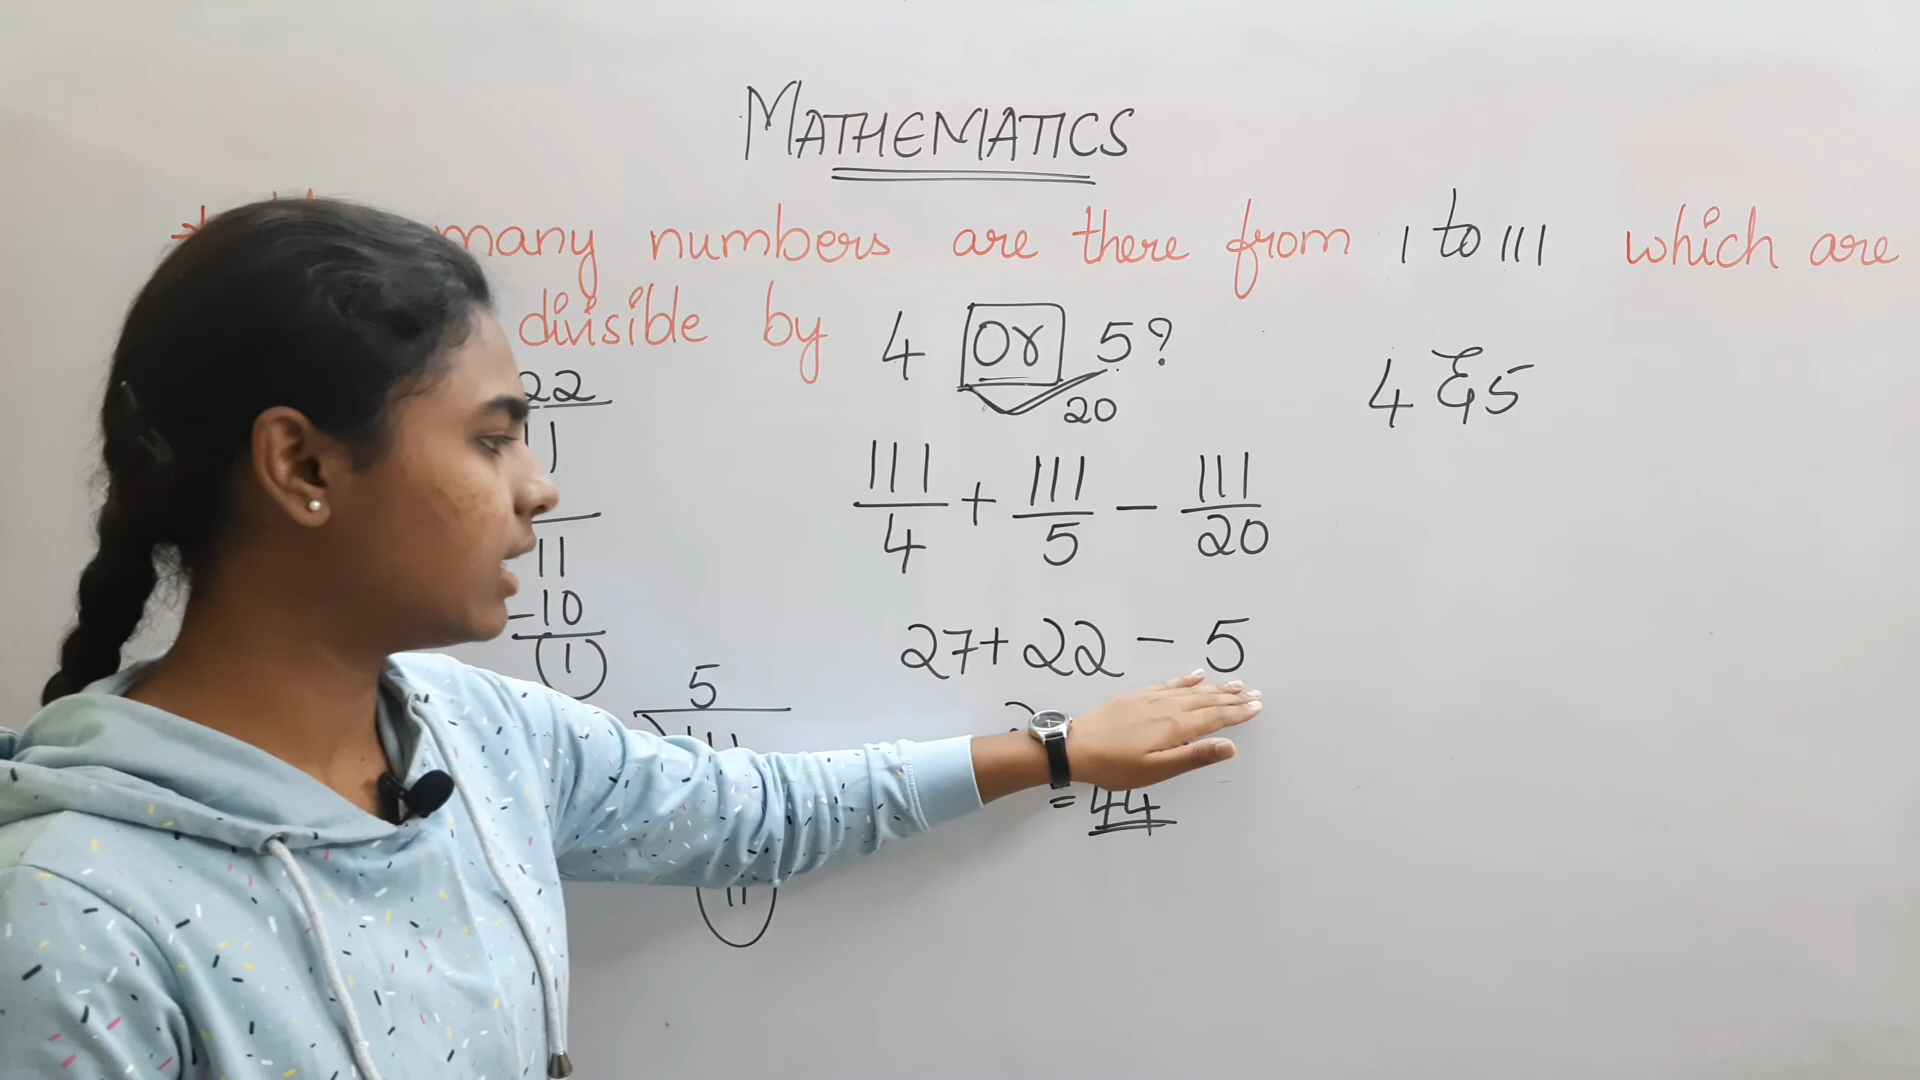 MATHEMATICS
many numbers are there from 1 to 111 which are
divisible by 4 Or 5?
20
4 & 5
22
11
10
1
111/4 + 111/5 - 111/20
27 + 22 - 5
= 44
5
11